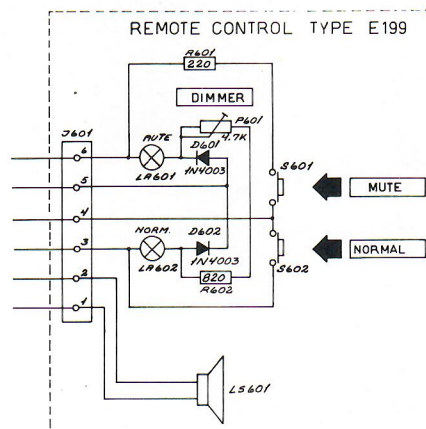 REMOTE CONTROL TYPE E199
R601
220
DIMMER
J601
P601
4.7K
MUTE
D601
1N4003
LA601
6
5
4
3
2
1
S601
MUTE
NORM.
D602
1N4003
LA602
820
R602
S602
NORMAL
LS601